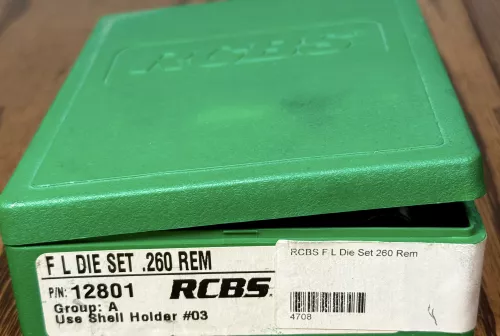 RCBS
F L DIE SET .260 REM
P/N: 12801 RCBS.
Group: A
Use Shell Holder #03
RCBS F L Die Set 260 Rem
4708